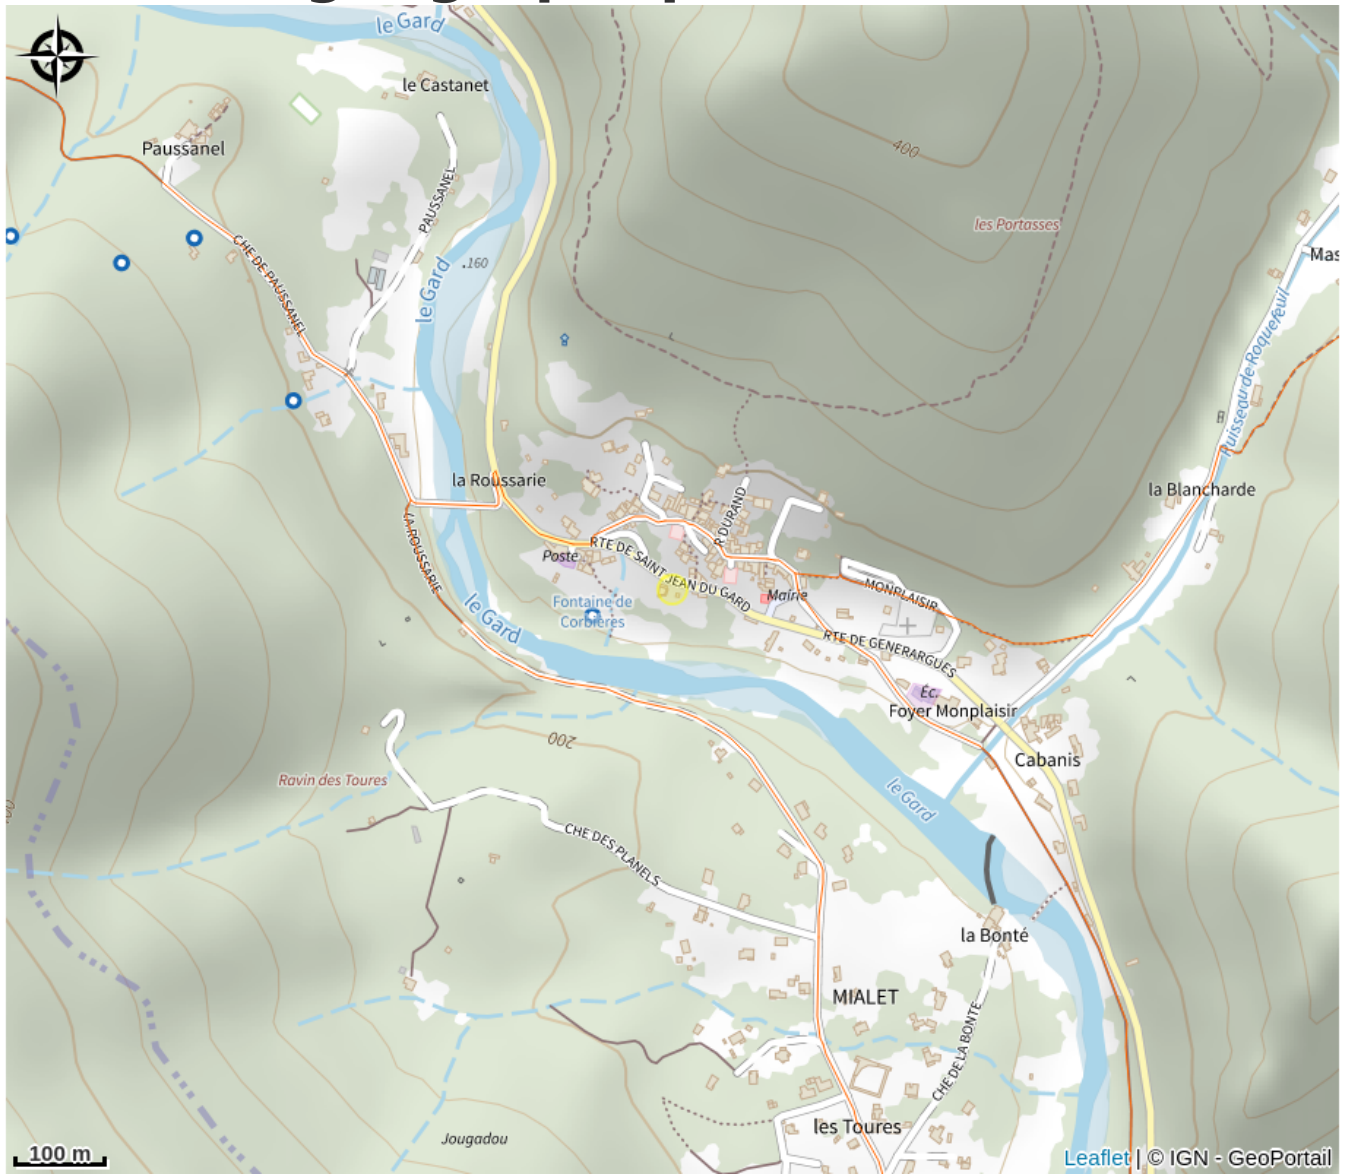 le Gard
le Castanet
Paussanel
PAUSSANEL
400
les Portasses
CHE DE PAUSSANEL
le Gard
.160
Mas
Ruisseau de Roquefeuil
la Roussarie
la Blancharde
R DURAND
LA ROUSSARIE
Poste
RTE DE SAINT JEAN DU GARD
MONPLAISIR
Mairie
Fontaine de
Corbières
le Gard
RTE DE GENERARGUES
Éc.
Foyer Monplaisir
200
Cabanis
Ravin des Toures
le Gard
CHE DES PLANELS
la Bonté
MIALET
CHE DE LA BONTE
les Toures
Jougadou
100 m
Leaflet | © IGN - GeoPortail